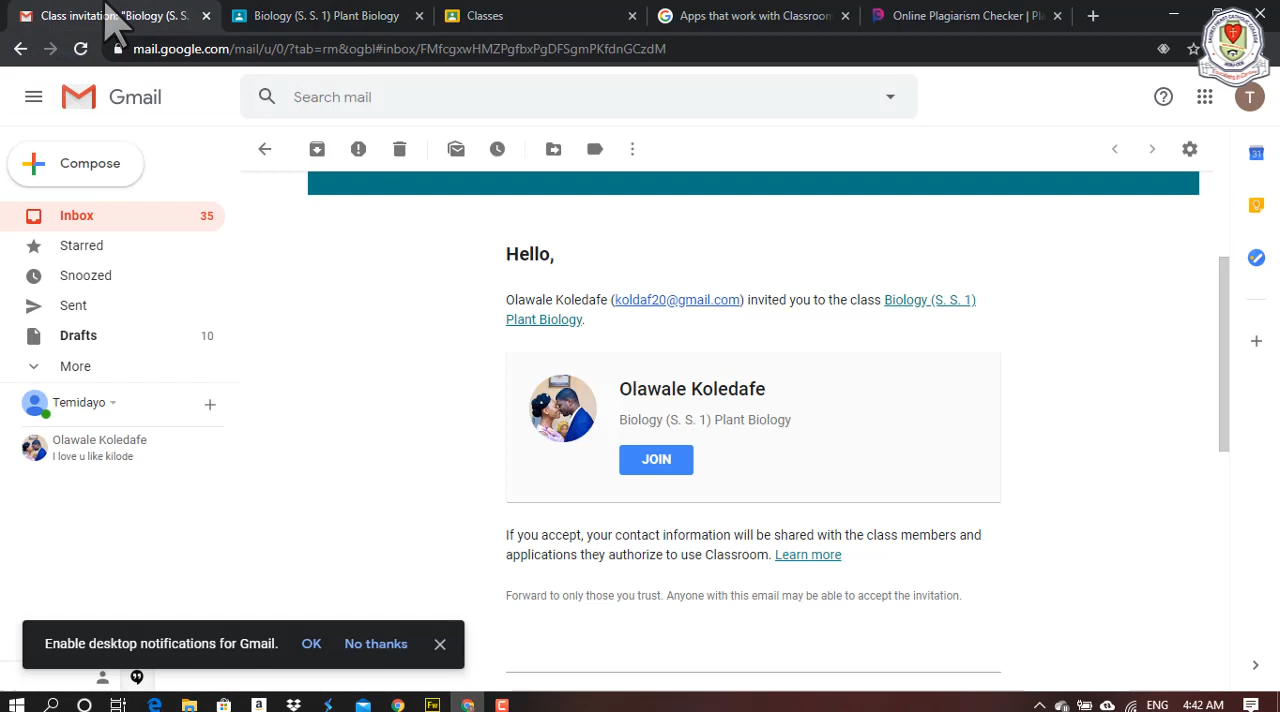 Class invitation: "Biology (S. S.
Biology (S. S. 1) Plant Biology
Classes
Apps that work with Classroom
Online Plagiarism Checker | Pl
mail.google.com/mail/u/0/?tab=rm&ogbl#inbox/FMfcgxwHMZPgfbxPgDFSgmPKfdnGCzdM
Gmail
Search mail
T
Compose
Inbox 35
Starred
Snoozed
Sent
Drafts 10
More
Temidayo
Olawale Koledafe
I love u like kilode
31
Hello,
Olawale Koledafe (koldaf20@gmail.com) invited you to the class Biology (S. S. 1)
Plant Biology.
Olawale Koledafe
Biology (S. S. 1) Plant Biology
JOIN
If you accept, your contact information will be shared with the class members and
applications they authorize to use Classroom. Learn more
Forward to only those you trust. Anyone with this email may be able to accept the invitation.
Enable desktop notifications for Gmail. OK No thanks
a
Fw
ENG 4:42 AM